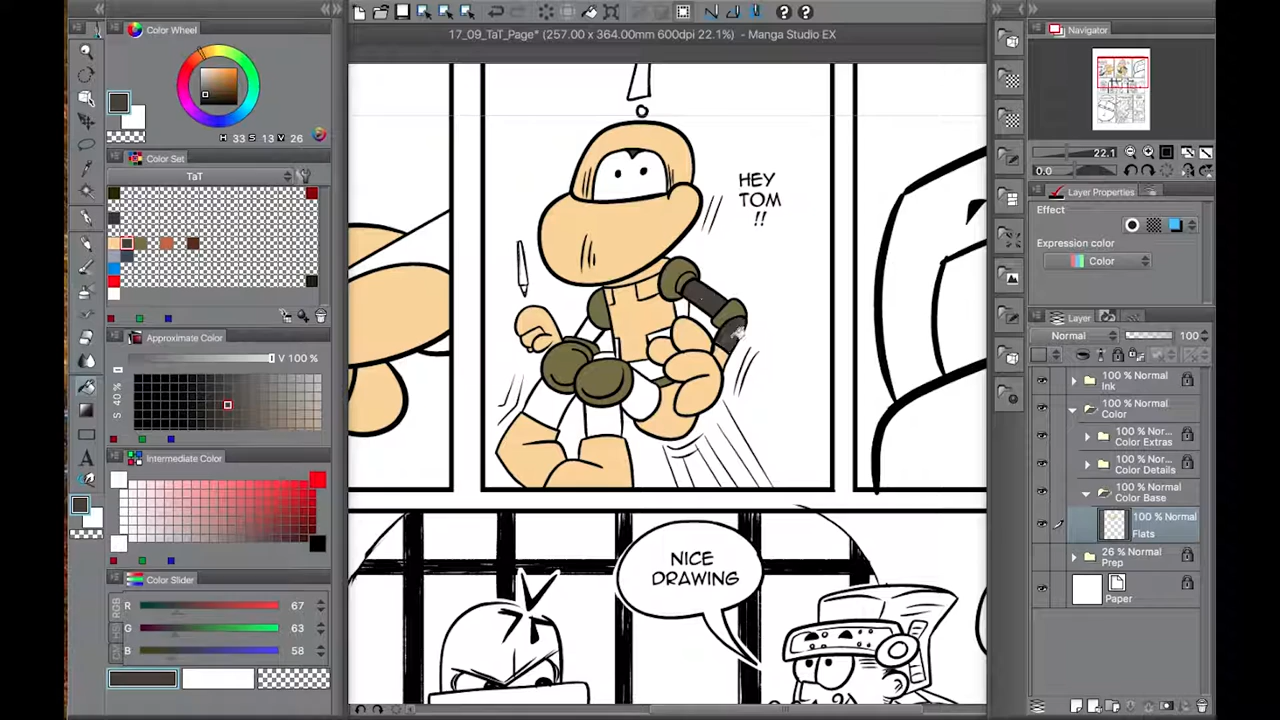 17_09_TaT_Page* (257.00 x 364.00mm 600dpi 22.1%) - Manga Studio EX
Color Wheel
H 33 S 13 V 26
Color Set
TaT
Approximate Color
V 100 %
S 40 %
Intermediate Color
Color Slider
RGB
R 67
G 63
B 58
HEY
TOM
!!
NICE
DRAWING
Navigator
22.1
0.0
Layer Properties
Effect
Expression color
Color
Layer
Normal 100
100 % Normal
Ink
100 % Normal
Color
100 % Nor...
Color Extras
100 % Nor...
Color Details
100 % Normal
Color Base
100 % Normal
Flats
26 % Normal
Prep
Paper